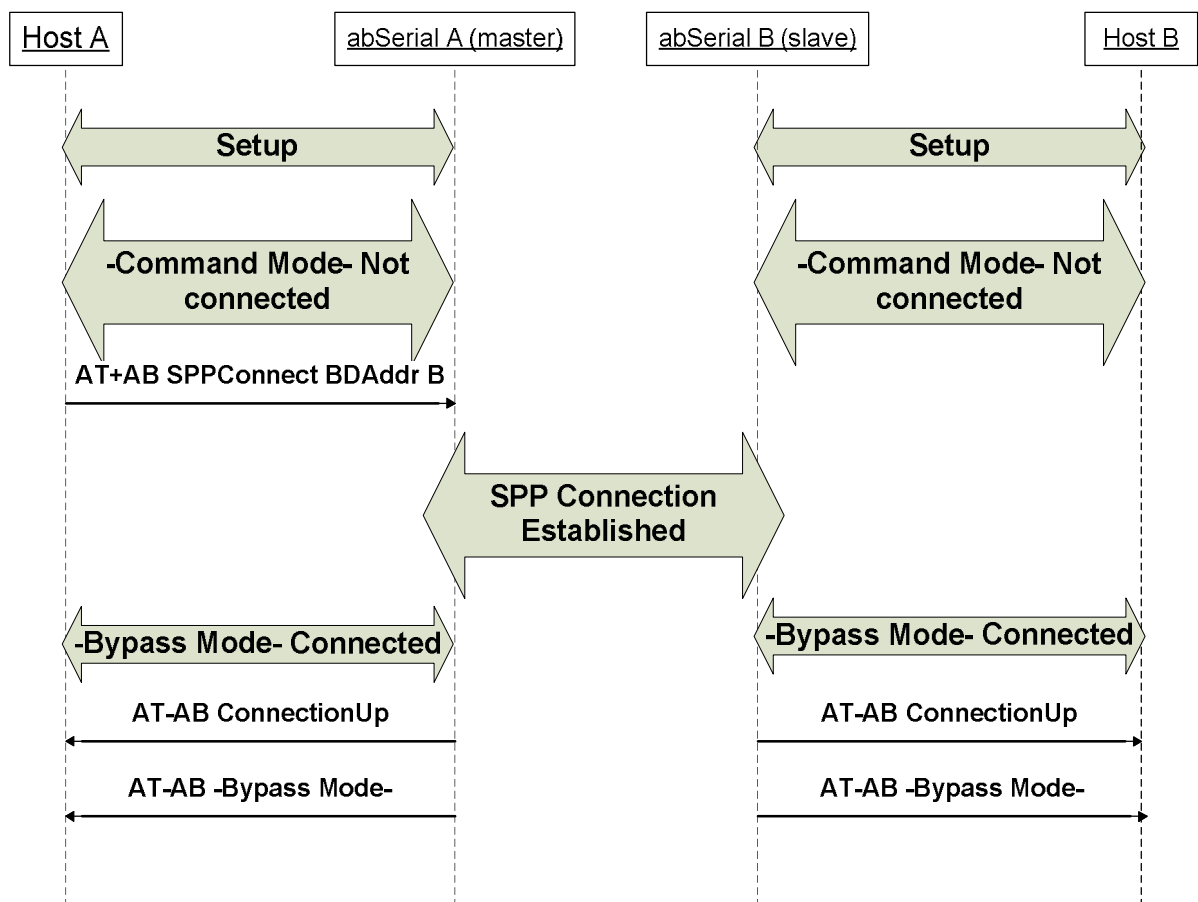 Host A
abSerial A (master)
abSerial B (slave)
Host B
Setup
Setup
-Command Mode- Not
connected
-Command Mode- Not
connected
AT+AB SPPConnect BDAddr B
SPP Connection
Established
-Bypass Mode- Connected
-Bypass Mode- Connected
AT-AB ConnectionUp
AT-AB ConnectionUp
AT-AB -Bypass Mode-
AT-AB -Bypass Mode-